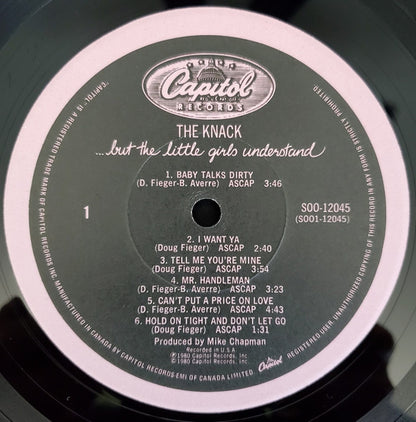 Capitol
RECORDS
THE KNACK
...but the little girls understand
1. BABY TALKS DIRTY
(D. Fieger-B. Averre) ASCAP 3:46
1
SOO-12045
(SOO1-12045)
2. I WANT YA
(Doug Fieger) ASCAP 2:40
3. TELL ME YOU'RE MINE
(Doug Fieger) ASCAP 3:54
4. MR. HANDLEMAN
(D. Fieger-B. Averre) ASCAP 3:23
5. CAN'T PUT A PRICE ON LOVE
(D. Fieger-B. Averre) ASCAP 4:43
6. HOLD ON TIGHT AND DON'T LET GO
(Doug Fieger) ASCAP 1:31
Produced by Mike Chapman
Recorded in U.S.A.
℗1980 Capitol Records, Inc.
©1980 Capitol Records, Inc.
Capitol
"CAPITOL" IS A REGISTERED TRADE MARK OF CAPITOL RECORDS INC. MANUFACTURED IN CANADA BY CAPITOL RECORDS-EMI OF CANADA LIMITED
REGISTERED USER. UNAUTHORIZED COPYING OF THIS RECORD IN ANY FORM IS STRICTLY PROHIBITED.